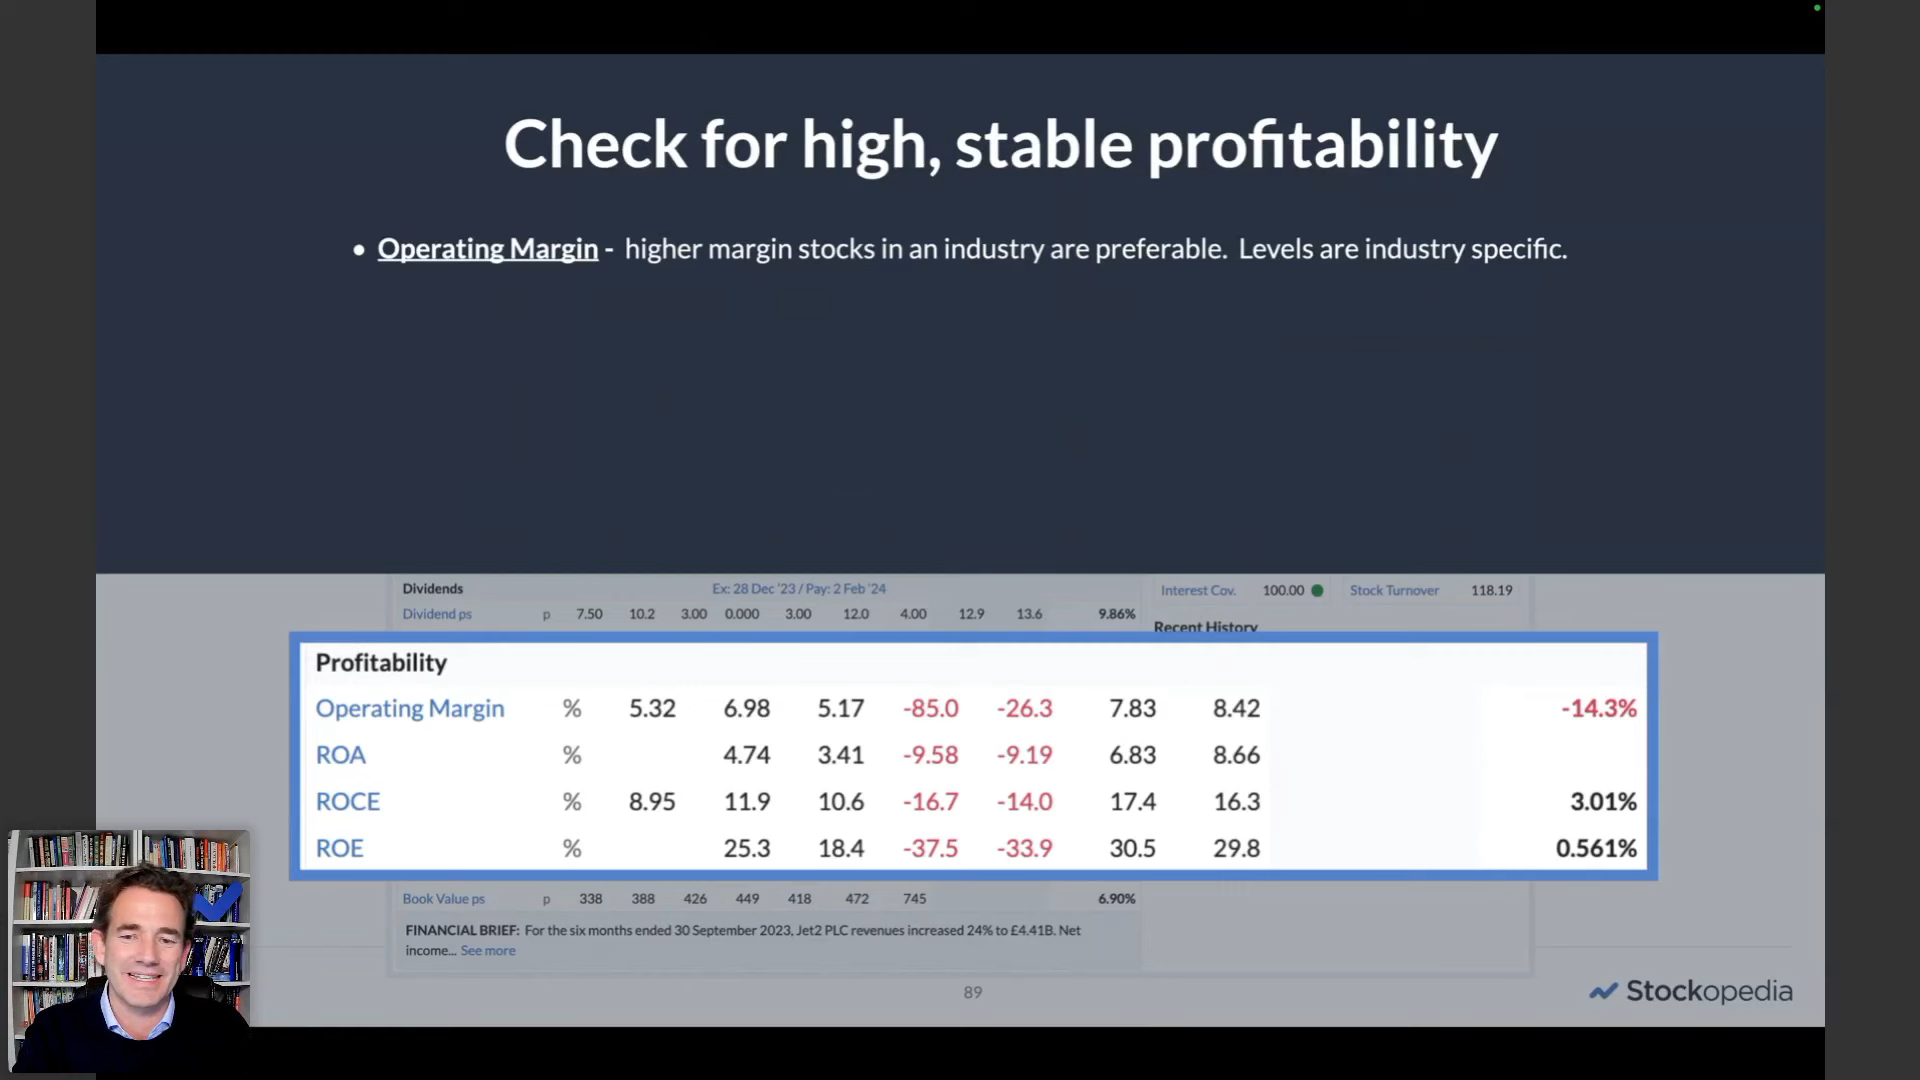 Check for high, stable profitability
• Operating Margin - higher margin stocks in an industry are preferable. Levels are industry specific.
Dividends Ex: 28 Dec '23 / Pay: 2 Feb '24 Interest Cov. 100.00 Stock Turnover 118.19
Dividend ps p 7.50 10.2 3.00 0.000 3.00 12.0 4.00 12.9 13.6 9.86%
Recent History
Profitability
Operating Margin % 5.32 6.98 5.17 -85.0 -26.3 7.83 8.42 -14.3%
ROA % 4.74 3.41 -9.58 -9.19 6.83 8.66
ROCE % 8.95 11.9 10.6 -16.7 -14.0 17.4 16.3 3.01%
ROE % 25.3 18.4 -37.5 -33.9 30.5 29.8 0.561%
Book Value ps p 338 388 426 449 418 472 745 6.90%
FINANCIAL BRIEF: For the six months ended 30 September 2023, Jet2 PLC revenues increased 24% to £4.41B. Net
income... See more
89
Stockopedia